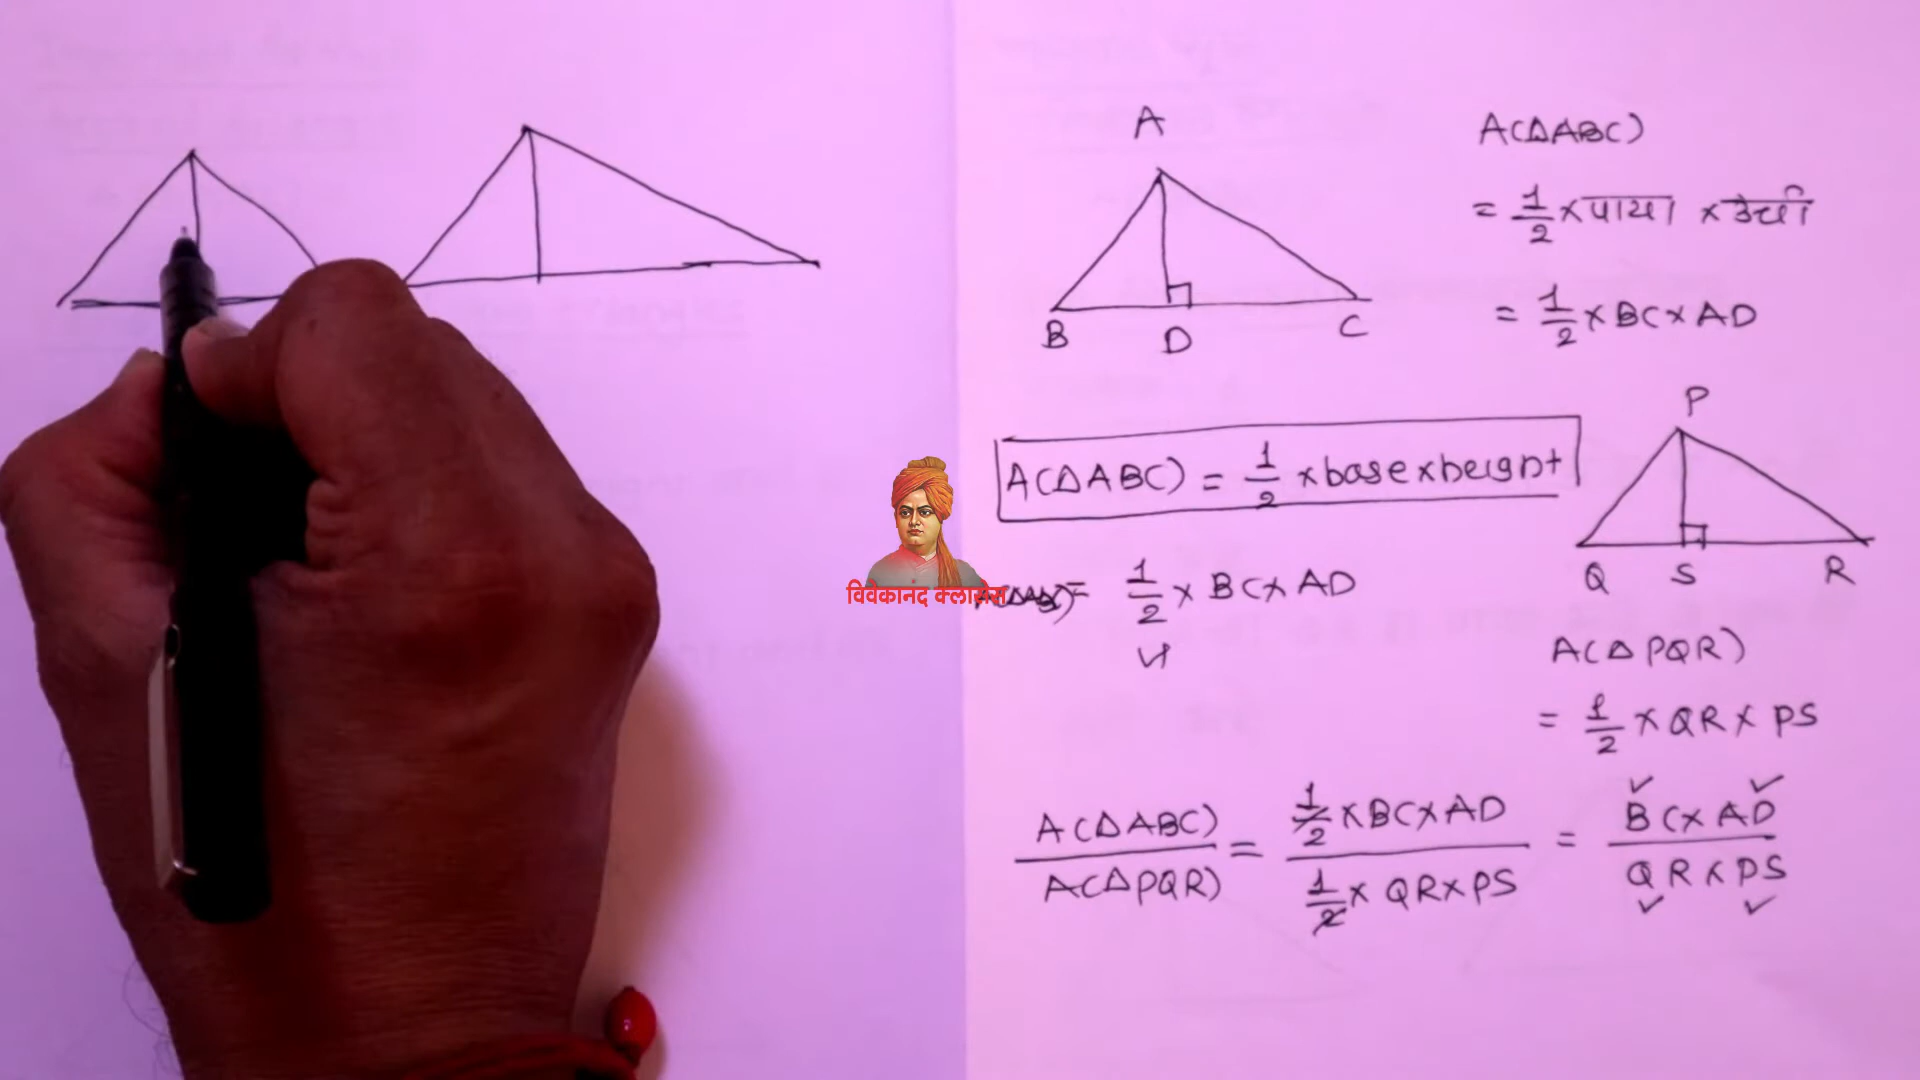 A
B D C
A(△ABC)
= 1/2 × पाया × उंची
= 1/2 × BC × AD
A(△ABC) = 1/2 × base × height
= 1/2 × BC × AD
P
Q S R
A(△PQR)
= 1/2 × QR × PS
A(△ABC) / A(△PQR) = 1/2 × BC × AD / 1/2 × QR × PS = BC × AD / QR × PS
विवेकानंद क्लासेस